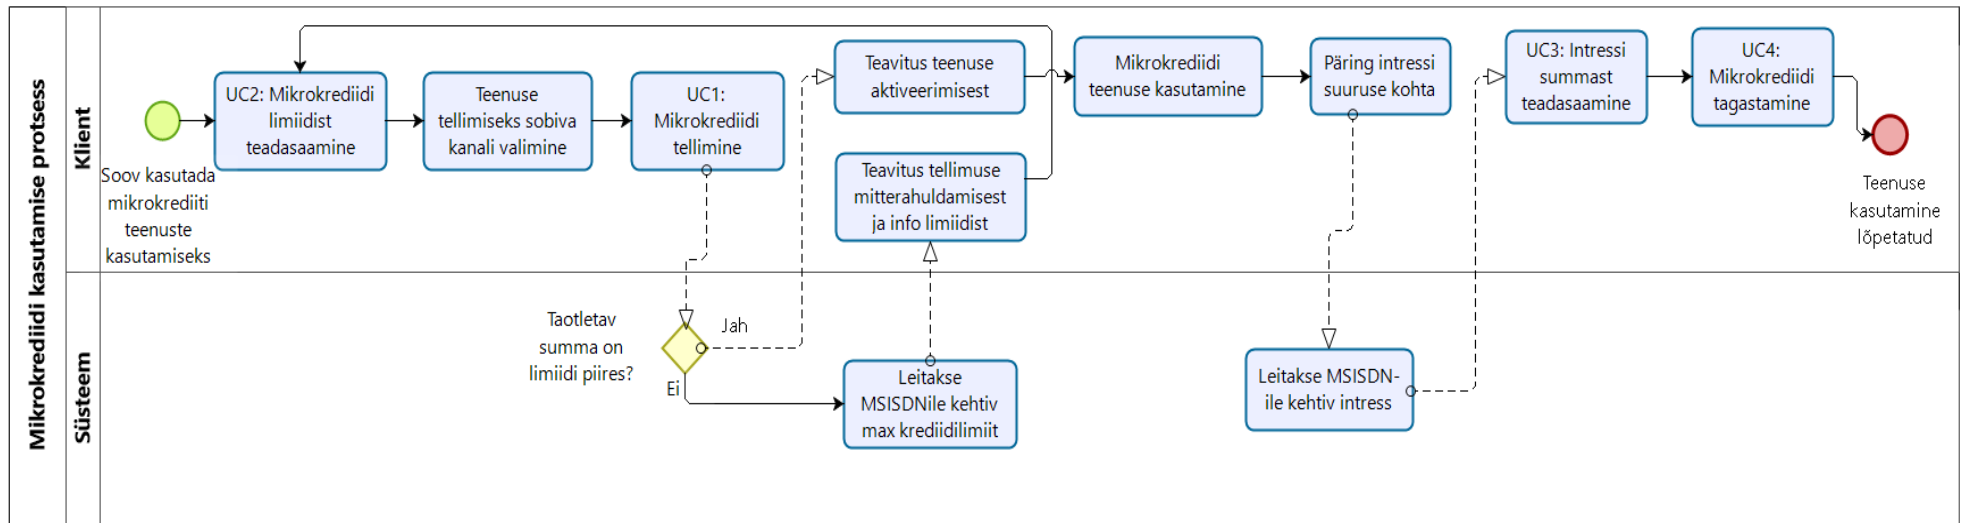 Mikrokrediidi kasutamise protsess
Klient
Soov kasutada
mikrokrediiti
teenuste
kasutamiseks
UC2: Mikrokrediidi
limiidist
teadasaamine
Teenuse
tellimiseks sobiva
kanali valimine
UC1:
Mikrokrediidi
tellimine
Teavitus teenuse
aktiveerimisest
Teavitus tellimuse
mitterahuldamisest
ja info limiidist
Mikrokrediidi
teenuse kasutamine
Päring intressi
suuruse kohta
UC3: Intressi
summast
teadasaamine
UC4:
Mikrokrediidi
tagastamine
Teenuse
kasutamine
lõpetatud
Süsteem
Taotletav
summa on
limiidi piires?
Jah
Ei
Leitakse
MSISDNile kehtiv
max krediidilimiit
Leitakse MSISDN-
ile kehtiv intress